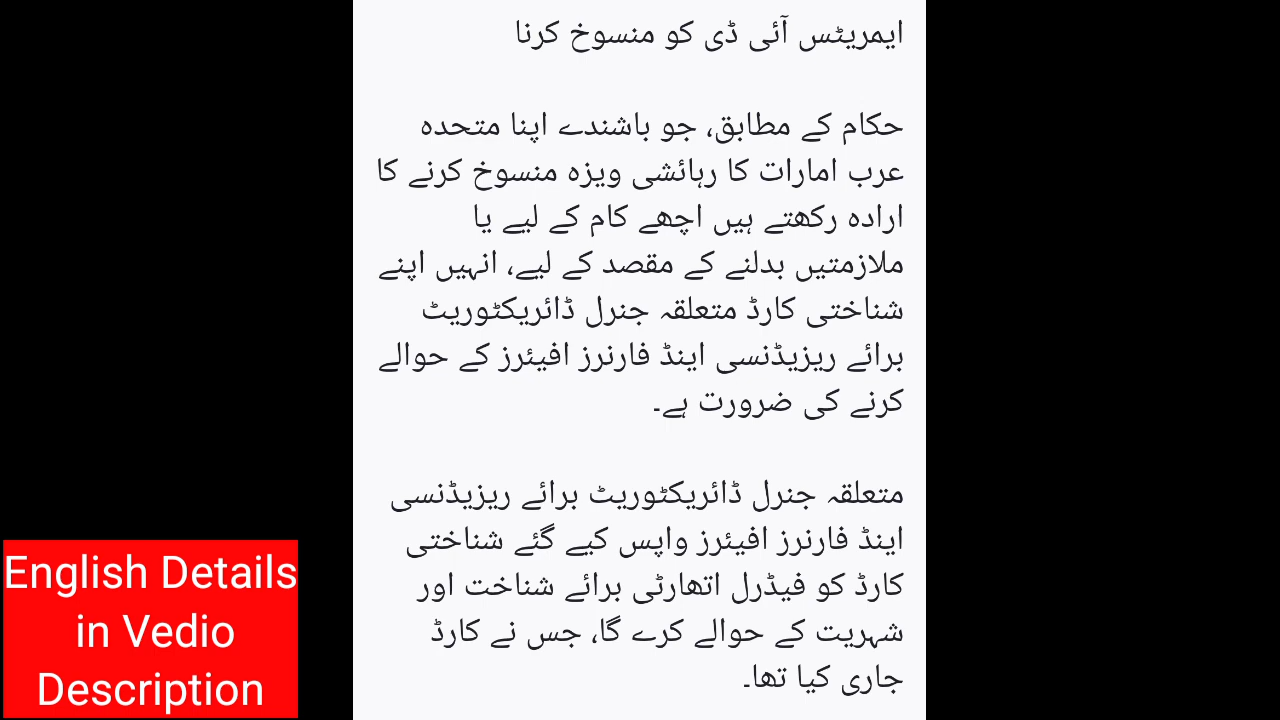 ایمریٹس آئی ڈی کو منسوخ کرنا
حکام کے مطابق، جو باشندے اپنا متحدہ
عرب امارات کا رہائشی ویزہ منسوخ کرنے کا
ارادہ رکھتے ہیں اچھے کام کے لیے یا
ملازمتیں بدلنے کے مقصد کے لیے، انہیں اپنے
شناختی کارڈ متعلقہ جنرل ڈائریکٹوریٹ
برائے ریزیڈنسی اینڈ فارنرز افیئرز کے حوالے
کرنے کی ضرورت ہے۔
متعلقہ جنرل ڈائریکٹوریٹ برائے ریزیڈنسی
اینڈ فارنرز افیئرز واپس کیے گئے شناختی
کارڈ کو فیڈرل اتھارٹی برائے شناخت اور
شہریت کے حوالے کرے گا، جس نے کارڈ
جاری کیا تھا۔
English Details
in Vedio
Description